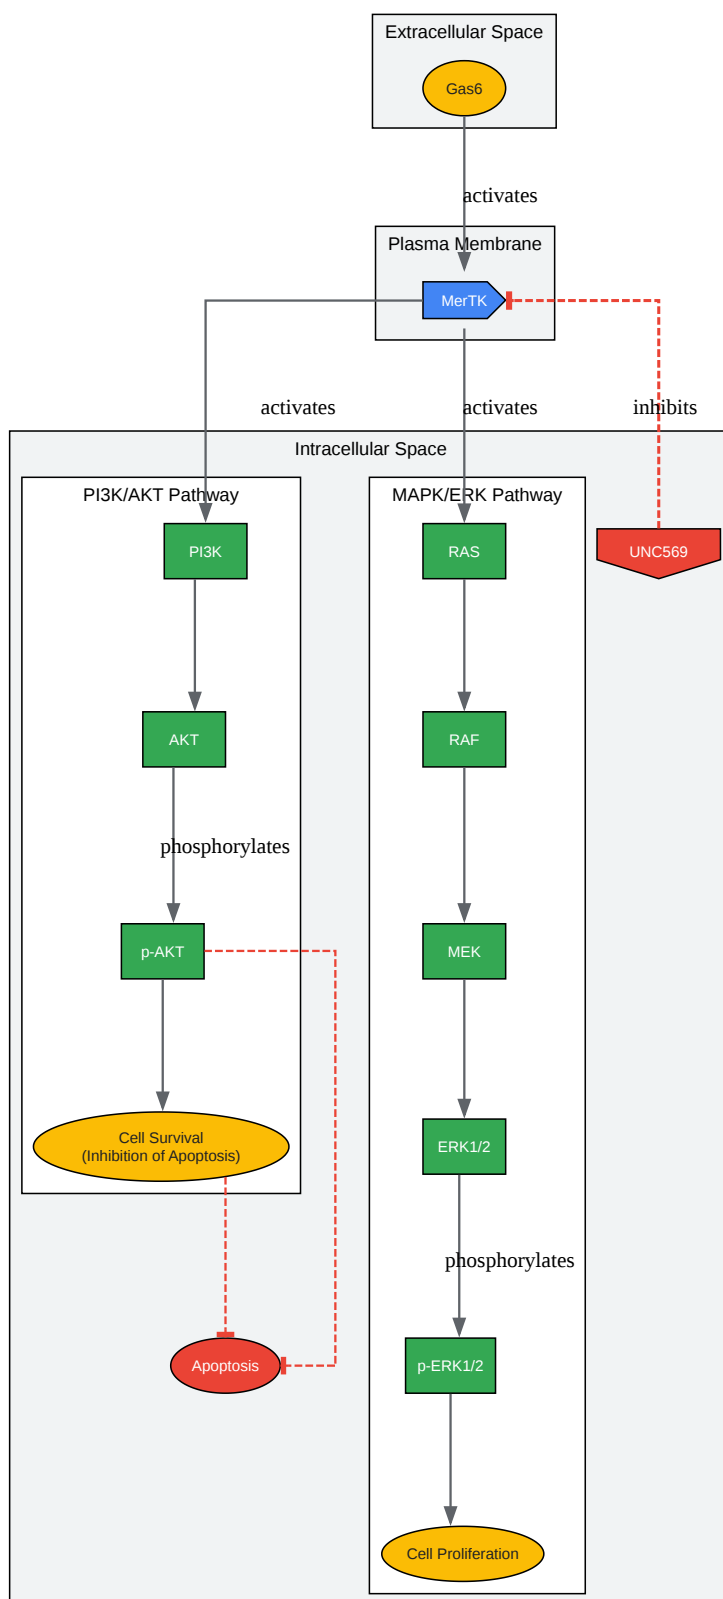 Extracellular Space
Gas6
activates
Plasma Membrane
MerTK
activates
activates
inhibits
Intracellular Space
PI3K/AKT Pathway
MAPK/ERK Pathway
PI3K
RAS
UNC569
AKT
RAF
phosphorylates
p-AKT
MEK
Cell Survival
(Inhibition of Apoptosis)
ERK1/2
phosphorylates
Apoptosis
p-ERK1/2
Cell Proliferation